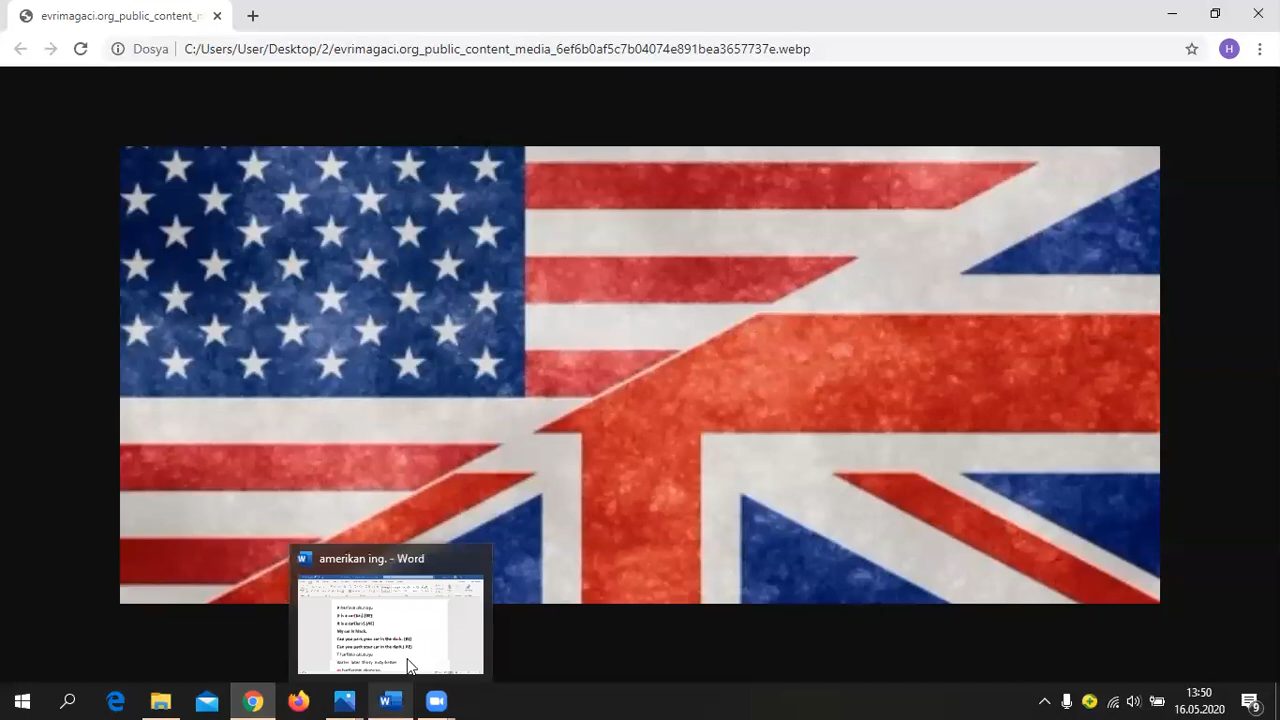 evrimagaci.org_public_content_m
Dosya
C:/Users/User/Desktop/2/evrimagaci.org_public_content_media_6ef6b0af5c7b04074e891bea3657737e.webp
H
amerikan ing. - Word
My car is black.
Can you park your car in the dark. (BE)
Can you park your car in the dark (AE)
13:50
16.05.2020
9